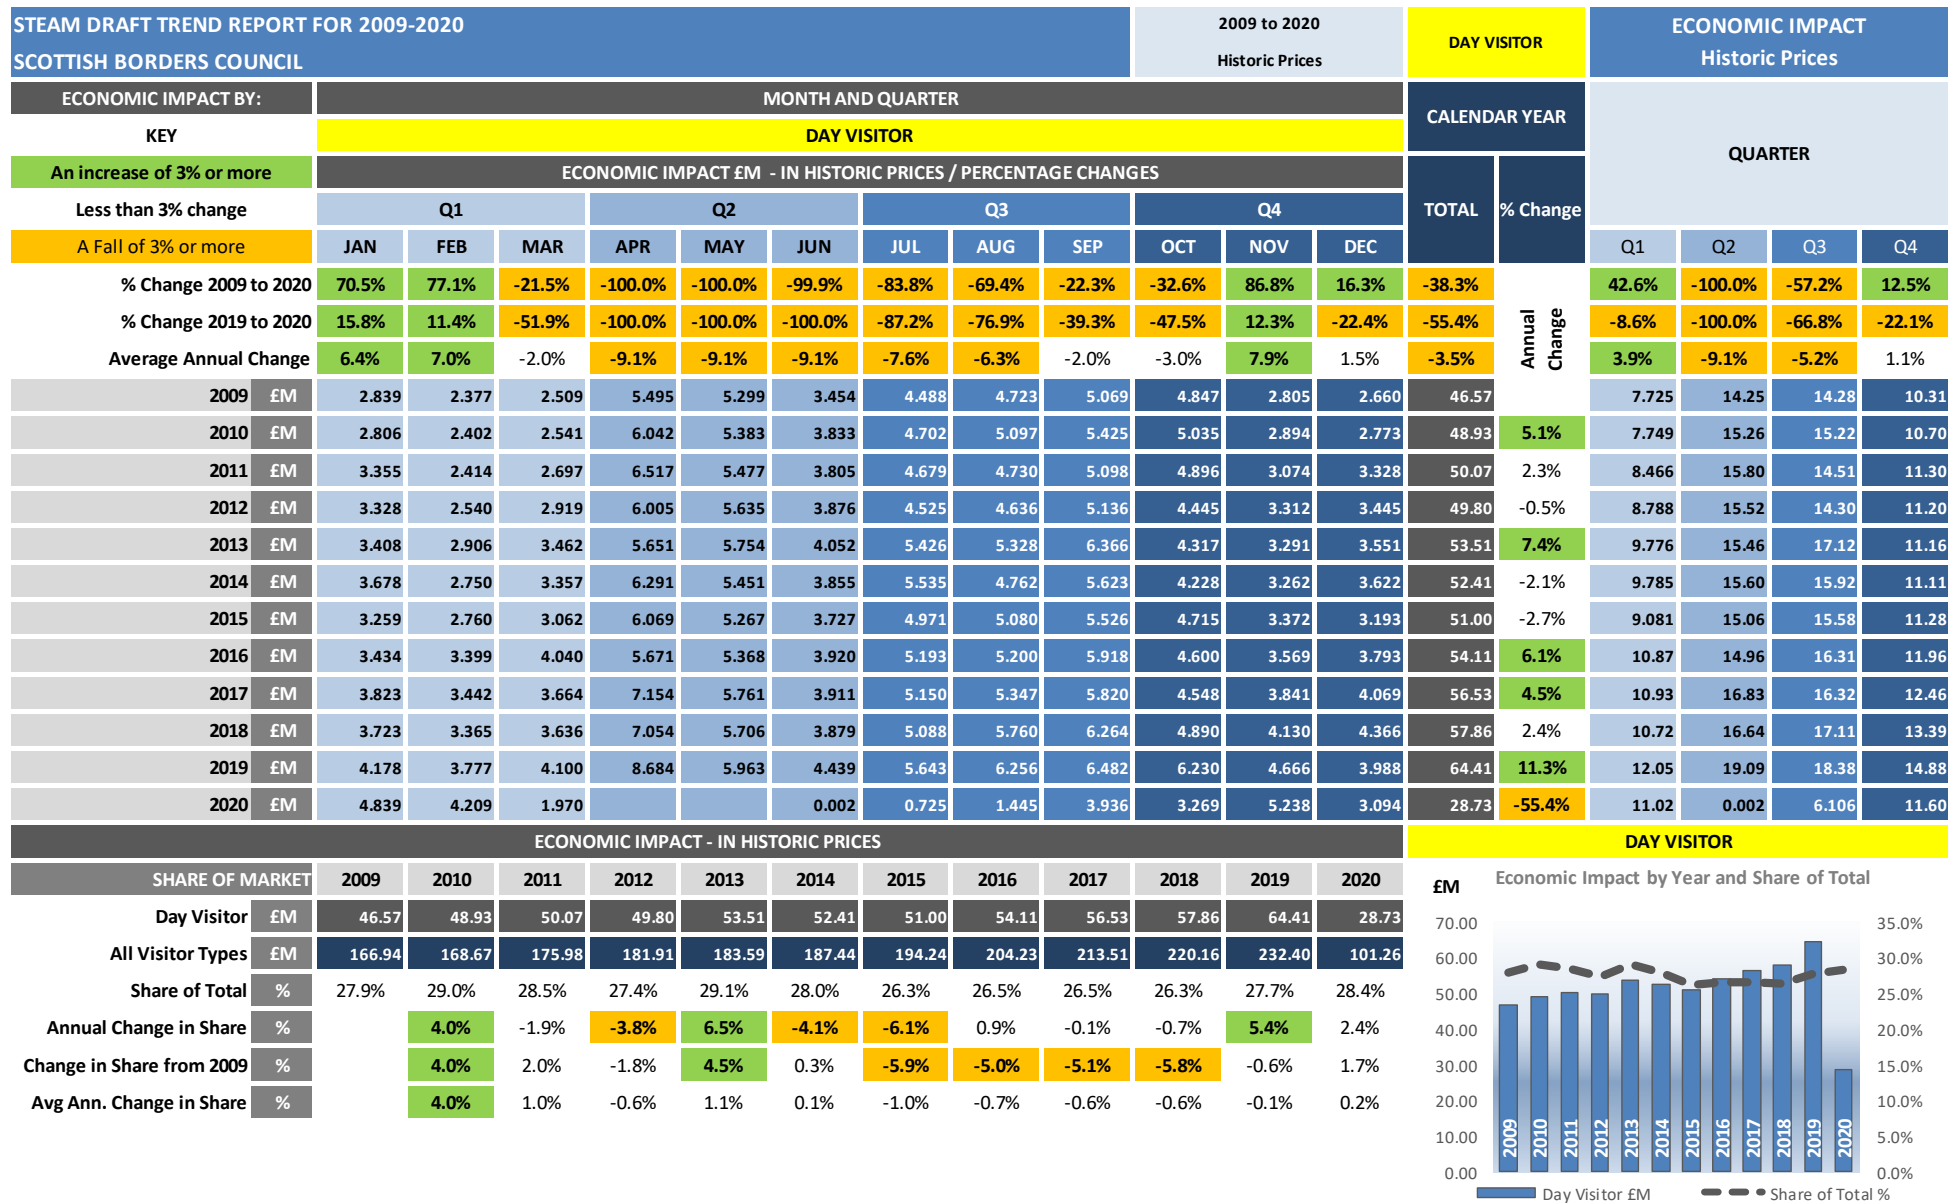 STEAM DRAFT TREND REPORT FOR 2009-2020
SCOTTISH BORDERS COUNCIL
2009 to 2020
Historic Prices
DAY VISITOR
ECONOMIC IMPACT
Historic Prices
ECONOMIC IMPACT BY:
MONTH AND QUARTER
CALENDAR YEAR
QUARTER
KEY
DAY VISITOR
An increase of 3% or more
ECONOMIC IMPACT £M - IN HISTORIC PRICES / PERCENTAGE CHANGES
TOTAL % Change
Less than 3% change Q1 Q2 Q3 Q4
A Fall of 3% or more JAN FEB MAR APR MAY JUN JUL AUG SEP OCT NOV DEC Q1 Q2 Q3 Q4
% Change 2009 to 2020 70.5% 77.1% -21.5% -100.0% -100.0% -99.9% -83.8% -69.4% -22.3% -32.6% 86.8% 16.3% -38.3% 42.6% -100.0% -57.2% 12.5%
% Change 2019 to 2020 15.8% 11.4% -51.9% -100.0% -100.0% -100.0% -87.2% -76.9% -39.3% -47.5% 12.3% -22.4% -55.4% -8.6% -100.0% -66.8% -22.1%
Average Annual Change 6.4% 7.0% -2.0% -9.1% -9.1% -9.1% -7.6% -6.3% -2.0% -3.0% 7.9% 1.5% -3.5% 3.9% -9.1% -5.2% 1.1%
Annual
Change
2009 £M 2.839 2.377 2.509 5.495 5.299 3.454 4.488 4.723 5.069 4.847 2.805 2.660 46.57 7.725 14.25 14.28 10.31
2010 £M 2.806 2.402 2.541 6.042 5.383 3.833 4.702 5.097 5.425 5.035 2.894 2.773 48.93 5.1% 7.749 15.26 15.22 10.70
2011 £M 3.355 2.414 2.697 6.517 5.477 3.805 4.679 4.730 5.098 4.896 3.074 3.328 50.07 2.3% 8.466 15.80 14.51 11.30
2012 £M 3.328 2.540 2.919 6.005 5.635 3.876 4.525 4.636 5.136 4.445 3.312 3.445 49.80 -0.5% 8.788 15.52 14.30 11.20
2013 £M 3.408 2.906 3.462 5.651 5.754 4.052 5.426 5.328 6.366 4.317 3.291 3.551 53.51 7.4% 9.776 15.46 17.12 11.16
2014 £M 3.678 2.750 3.357 6.291 5.451 3.855 5.535 4.762 5.623 4.228 3.262 3.622 52.41 -2.1% 9.785 15.60 15.92 11.11
2015 £M 3.259 2.760 3.062 6.069 5.267 3.727 4.971 5.080 5.526 4.715 3.372 3.193 51.00 -2.7% 9.081 15.06 15.58 11.28
2016 £M 3.434 3.399 4.040 5.671 5.368 3.920 5.193 5.200 5.918 4.600 3.569 3.793 54.11 6.1% 10.87 14.96 16.31 11.96
2017 £M 3.823 3.442 3.664 7.154 5.761 3.911 5.150 5.347 5.820 4.548 3.841 4.069 56.53 4.5% 10.93 16.83 16.32 12.46
2018 £M 3.723 3.365 3.636 7.054 5.706 3.879 5.088 5.760 6.264 4.890 4.130 4.366 57.86 2.4% 10.72 16.64 17.11 13.39
2019 £M 4.178 3.777 4.100 8.684 5.963 4.439 5.643 6.256 6.482 6.230 4.666 3.988 64.41 11.3% 12.05 19.09 18.38 14.88
2020 £M 4.839 4.209 1.970 0.002 0.725 1.445 3.936 3.269 5.238 3.094 28.73 -55.4% 11.02 0.002 6.106 11.60
ECONOMIC IMPACT - IN HISTORIC PRICES
SHARE OF MARKET 2009 2010 2011 2012 2013 2014 2015 2016 2017 2018 2019 2020
Day Visitor £M 46.57 48.93 50.07 49.80 53.51 52.41 51.00 54.11 56.53 57.86 64.41 28.73
All Visitor Types £M 166.94 168.67 175.98 181.91 183.59 187.44 194.24 204.23 213.51 220.16 232.40 101.26
Share of Total % 27.9% 29.0% 28.5% 27.4% 29.1% 28.0% 26.3% 26.5% 26.5% 26.3% 27.7% 28.4%
Annual Change in Share % 4.0% -1.9% -3.8% 6.5% -4.1% -6.1% 0.9% -0.1% -0.7% 5.4% 2.4%
Change in Share from 2009 % 4.0% 2.0% -1.8% 4.5% 0.3% -5.9% -5.0% -5.1% -5.8% -0.6% 1.7%
Avg Ann. Change in Share % 4.0% 1.0% -0.6% 1.1% 0.1% -1.0% -0.7% -0.6% -0.6% -0.1% 0.2%
DAY VISITOR
£M Economic Impact by Year and Share of Total
70.00 35.0%
60.00 30.0%
50.00 25.0%
40.00 20.0%
30.00 15.0%
20.00 10.0%
10.00 5.0%
0.00 0.0%
2009 2010 2011 2012 2013 2014 2015 2016 2017 2018 2019 2020
Day Visitor £M Share of Total %